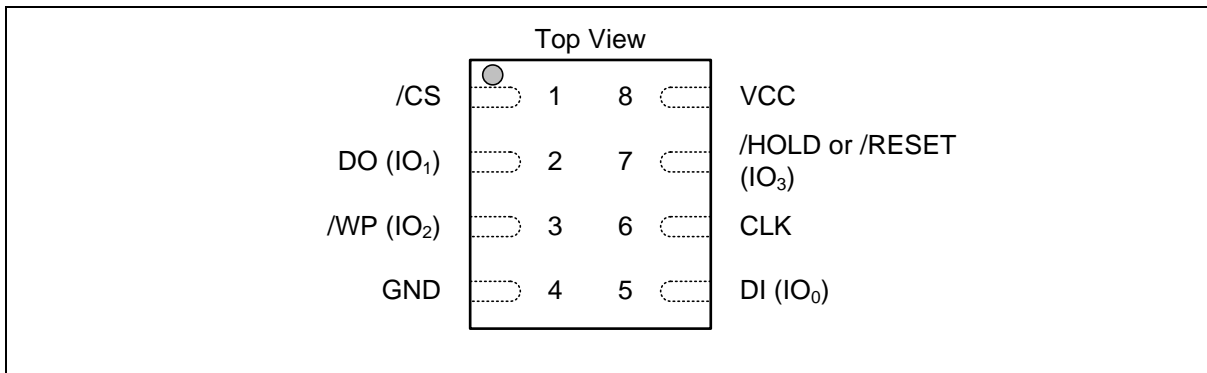 Top View
/CS 1 8 VCC
DO (IO₁) 2 7 /HOLD or /RESET
(IO₃)
/WP (IO₂) 3 6 CLK
GND 4 5 DI (IO₀)